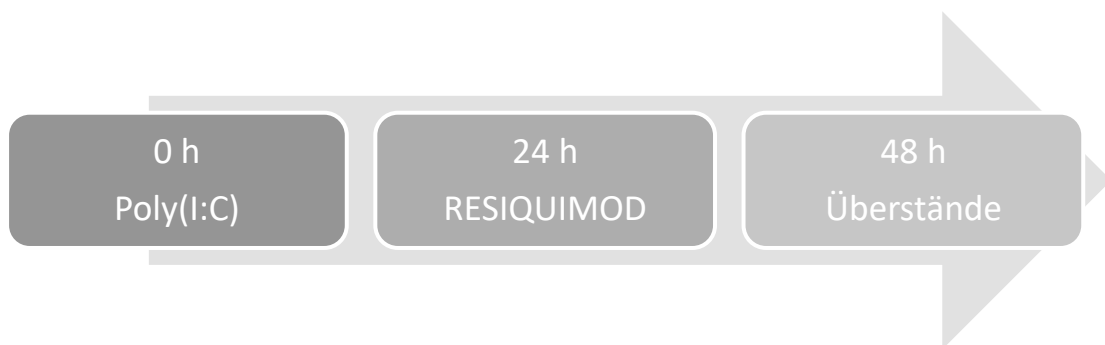 0 h
Poly(I:C)
24 h
RESIQUIMOD
48 h
Überstände